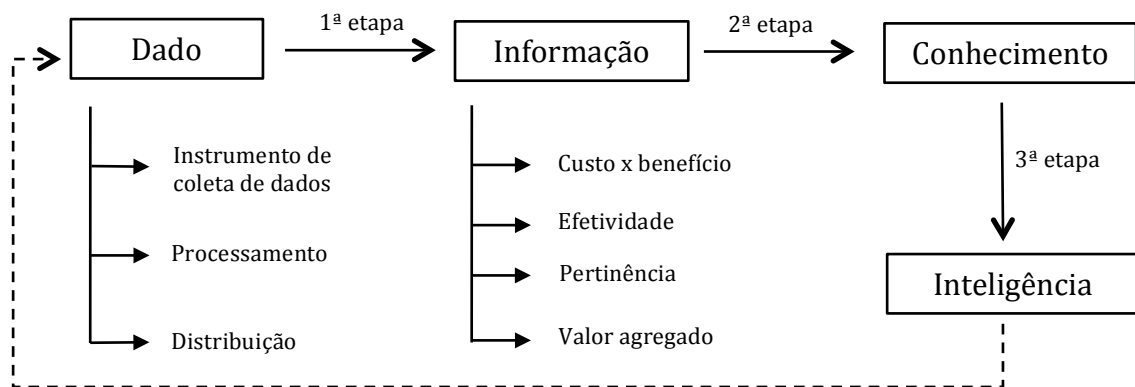 Dado
1ª etapa
Informação
2ª etapa
Conhecimento
Instrumento de
coleta de dados
Processamento
Distribuição
Custo x benefício
Efetividade
Pertinência
Valor agregado
3ª etapa
Inteligência